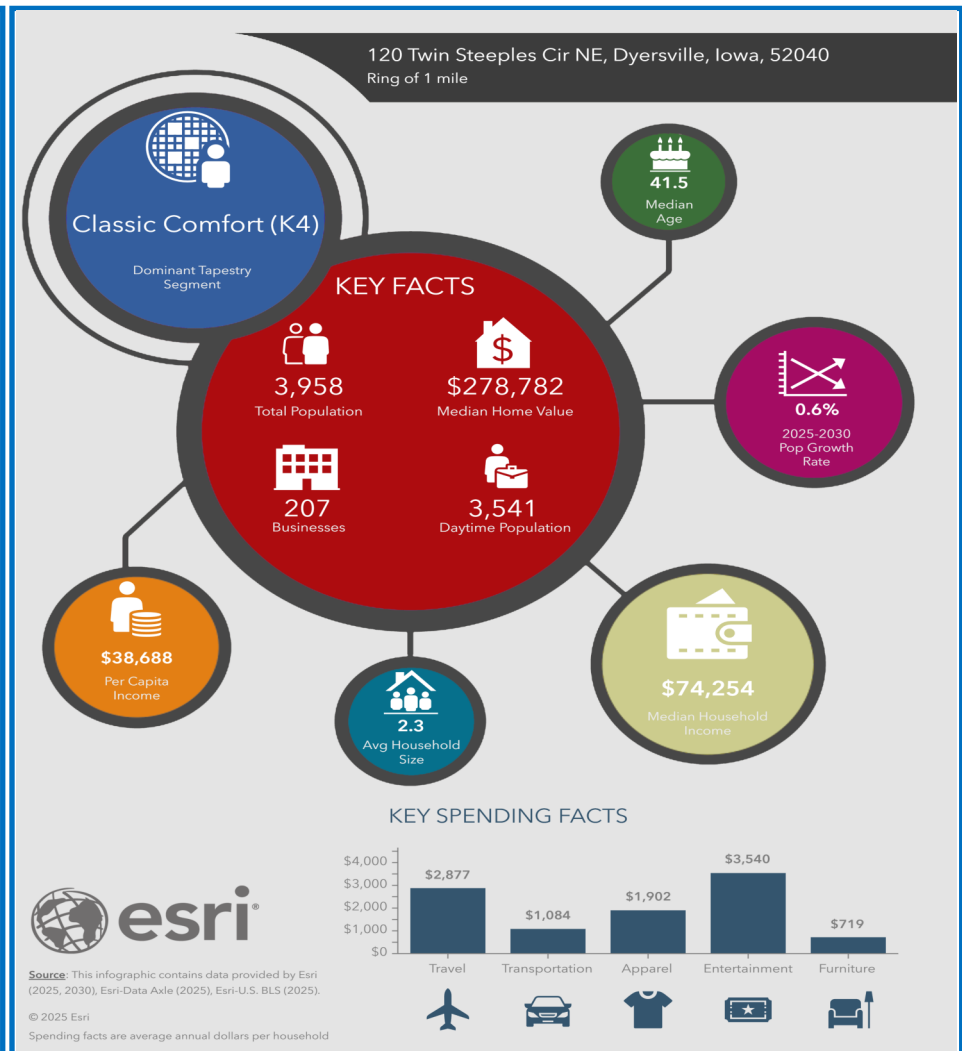 120 Twin Steeples Cir NE, Dyersville, Iowa, 52040
Ring of 1 mile
Classic Comfort (K4)
Dominant Tapestry
Segment
41.5
Median
Age
KEY FACTS
3,958
Total Population
$278,782
Median Home Value
207
Businesses
3,541
Daytime Population
0.6%
2025-2030
Pop Growth
Rate
$38,688
Per Capita
Income
2.3
Avg Household
Size
$74,254
Median Household
Income
KEY SPENDING FACTS
$4,000
$3,000
$2,000
$1,000
$0
$2,877
$1,084
$1,902
$3,540
$719
Travel
Transportation
Apparel
Entertainment
Furniture
esri®
Source: This infographic contains data provided by Esri
(2025, 2030), Esri-Data Axle (2025), Esri-U.S. BLS (2025).
© 2025 Esri
Spending facts are average annual dollars per household